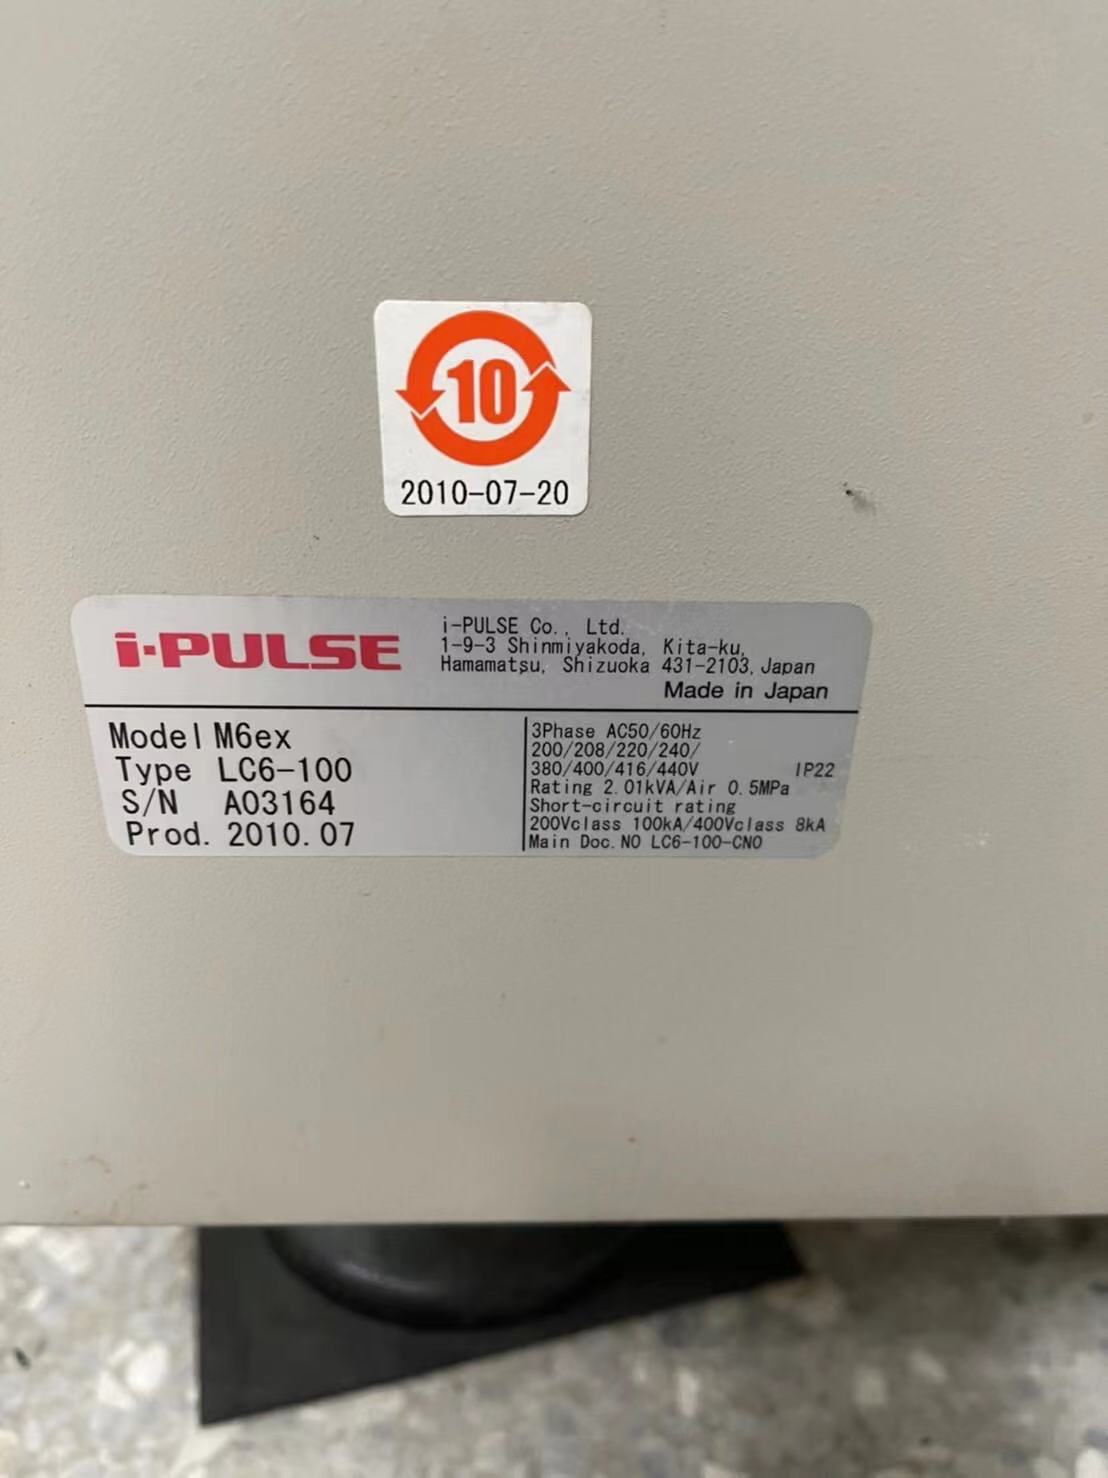 10
2010-07-20
i-PULSE
i-PULSE Co., Ltd.
1-9-3 Shinmiyakoda, Kita-ku,
Hamamatsu, Shizuoka 431-2103, Japan
Made in Japan
Model M6ex
Type LC6-100
S/N A03164
Prod. 2010.07
3Phase AC50/60Hz
200/208/220/240/
380/400/416/440V IP22
Rating 2.01kVA/Air 0.5MPa
Short-circuit rating
200Vclass 100kA/400Vclass 8kA
Main Doc.NO LC6-100-CNO